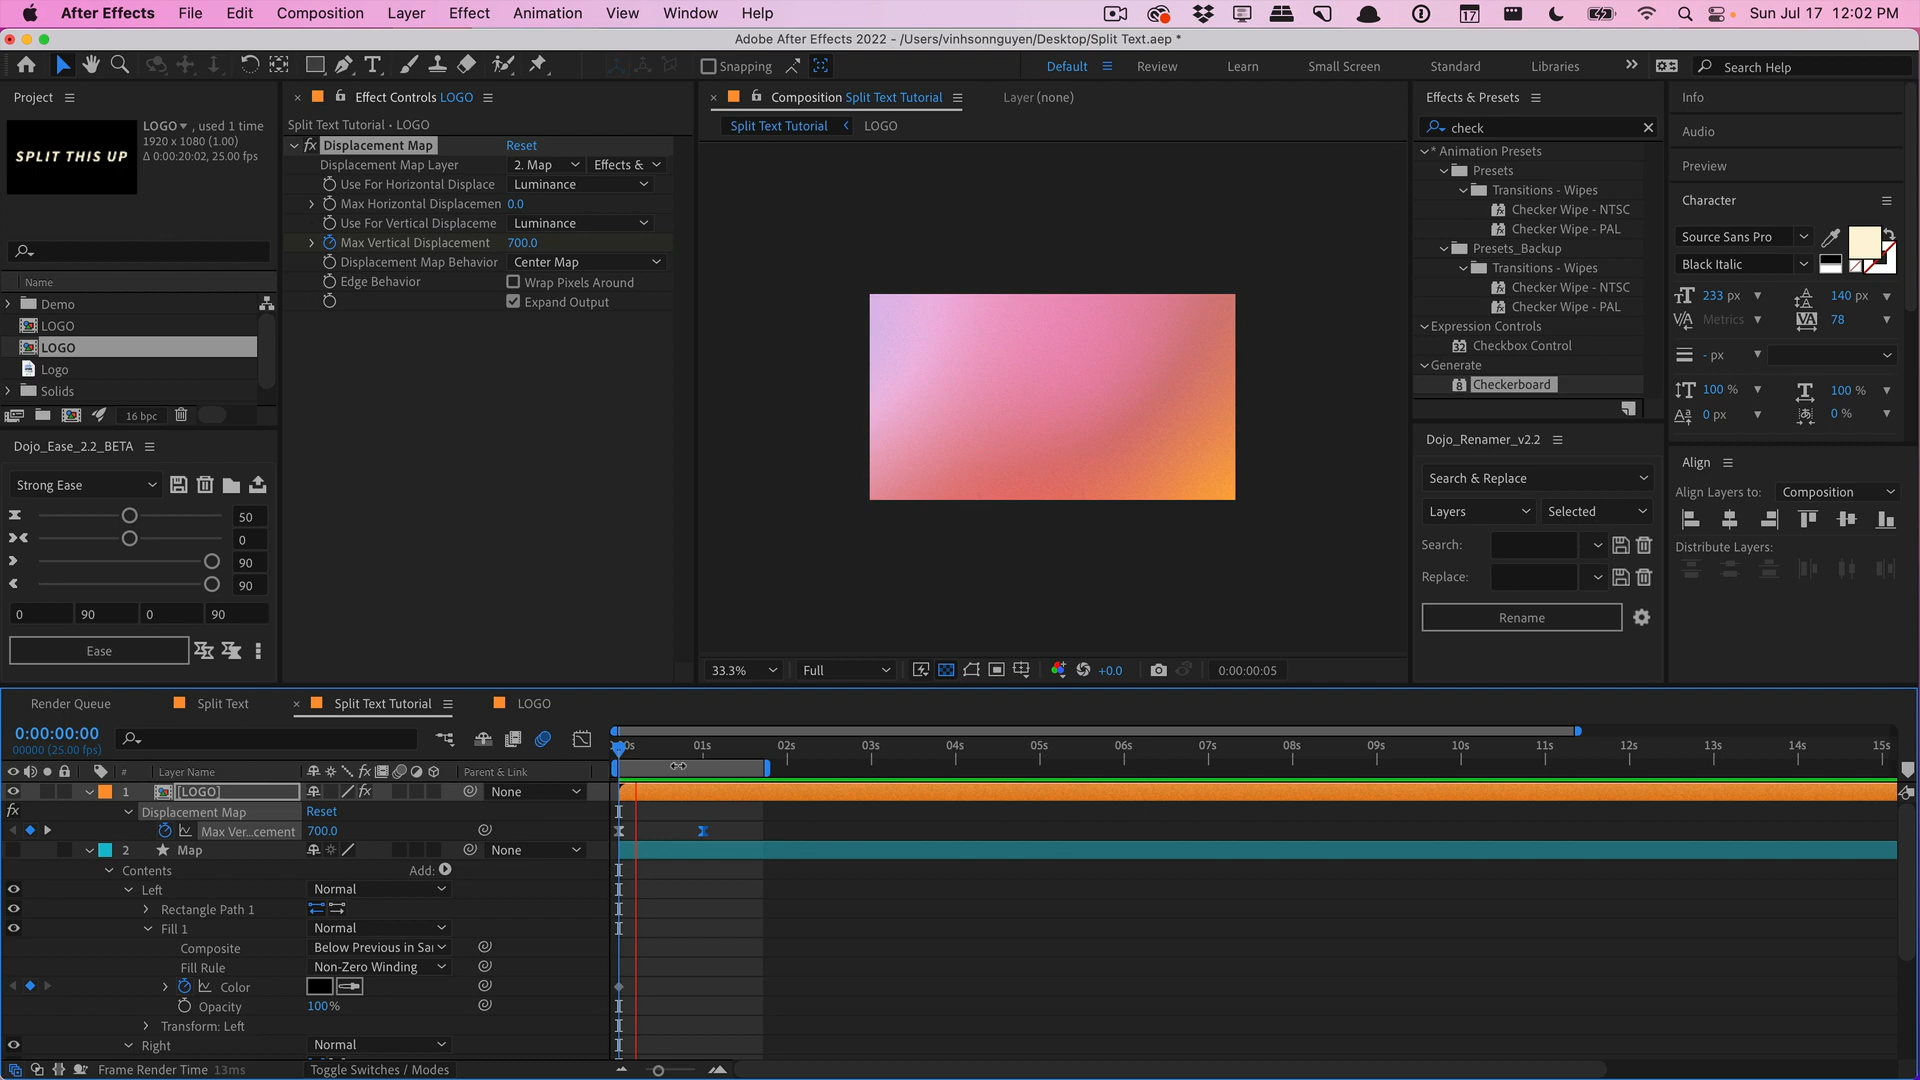 After Effects File Edit Composition Layer Effect Animation View Window Help 17 Sun Jul 17 12:02 PM
Adobe After Effects 2022 - /Users/vinhsonnguyen/Desktop/Split Text.aep *
Snapping Default Review Learn Small Screen Standard Libraries Search Help
Project
LOGO , used 1 time
1920 x 1080 (1.00)
Δ 0:00:20:02, 25.00 fps
SPLIT THIS UP
Name
Demo
LOGO
LOGO
Logo
Solids
16 bpc
Dojo_Ease_2.2_BETA
Strong Ease
50
0
90
90
0 90 0 90
Ease
Effect Controls LOGO
Split Text Tutorial • LOGO
fx Displacement Map Reset
Displacement Map Layer 2. Map Effects &
Use For Horizontal Displace Luminance
Max Horizontal Displacemen 0.0
Use For Vertical Displaceme Luminance
Max Vertical Displacement 700.0
Displacement Map Behavior Center Map
Edge Behavior Wrap Pixels Around
Expand Output
Composition Split Text Tutorial Layer (none)
Split Text Tutorial LOGO
33.3% Full +0.0 0:00:00:05
Effects & Presets
check
* Animation Presets
Presets
Transitions - Wipes
Checker Wipe - NTSC
Checker Wipe - PAL
Presets_Backup
Transitions - Wipes
Checker Wipe - NTSC
Checker Wipe - PAL
Expression Controls
32 Checkbox Control
Generate
8 Checkerboard
Dojo_Renamer_v2.2
Search & Replace
Layers Selected
Search:
Replace:
Rename
Info
Audio
Preview
Character
Source Sans Pro
Black Italic
233 px 140 px
Metrics 78
- px
100 % 100 %
0 px 0 %
Align
Align Layers to: Composition
Distribute Layers:
Render Queue Split Text Split Text Tutorial LOGO
0:00:00:00
00000 (25.00 fps)
01s 02s 03s 04s 05s 06s 07s 08s 09s 10s 11s 12s 13s 14s 15s
# Layer Name fx Parent & Link
1 [LOGO] fx None
fx Displacement Map Reset
Max Ver...cement 700.0
2 Map None
Contents Add:
Left Normal
Rectangle Path 1
Fill 1 Normal
Composite Below Previous in Sa
Fill Rule Non-Zero Winding
Color
Opacity 100%
Transform: Left
Right Normal
Frame Render Time 13ms Toggle Switches / Modes